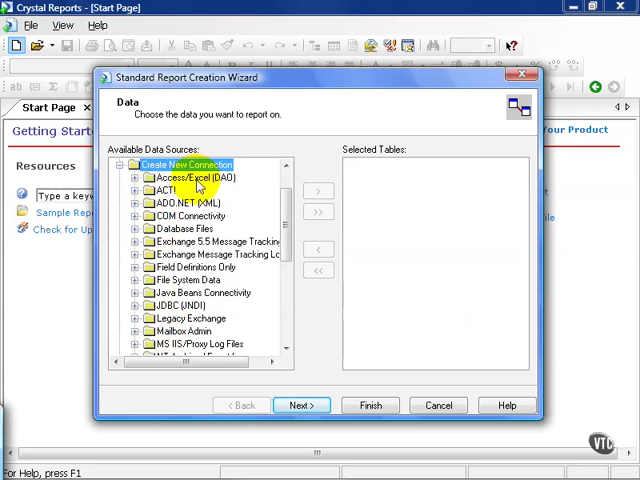 Crystal Reports - [Start Page]
File View Help
Start Page
Getting Start
Your Product
Resources
Type a keyw
Sample Repo
Check for Up
Standard Report Creation Wizard
Data
Choose the data you want to report on.
Available Data Sources:
Selected Tables:
Create New Connection
Access/Excel (DAO)
ACT!
ADO.NET (XML)
COM Connectivity
Database Files
Exchange 5.5 Message Tracking
Exchange Message Tracking Lo
Field Definitions Only
File System Data
Java Beans Connectivity
JDBC (JNDI)
Legacy Exchange
Mailbox Admin
MS IIS/Proxy Log Files
>
>>
<
<<
< Back Next > Finish Cancel Help
VTC
For Help, press F1